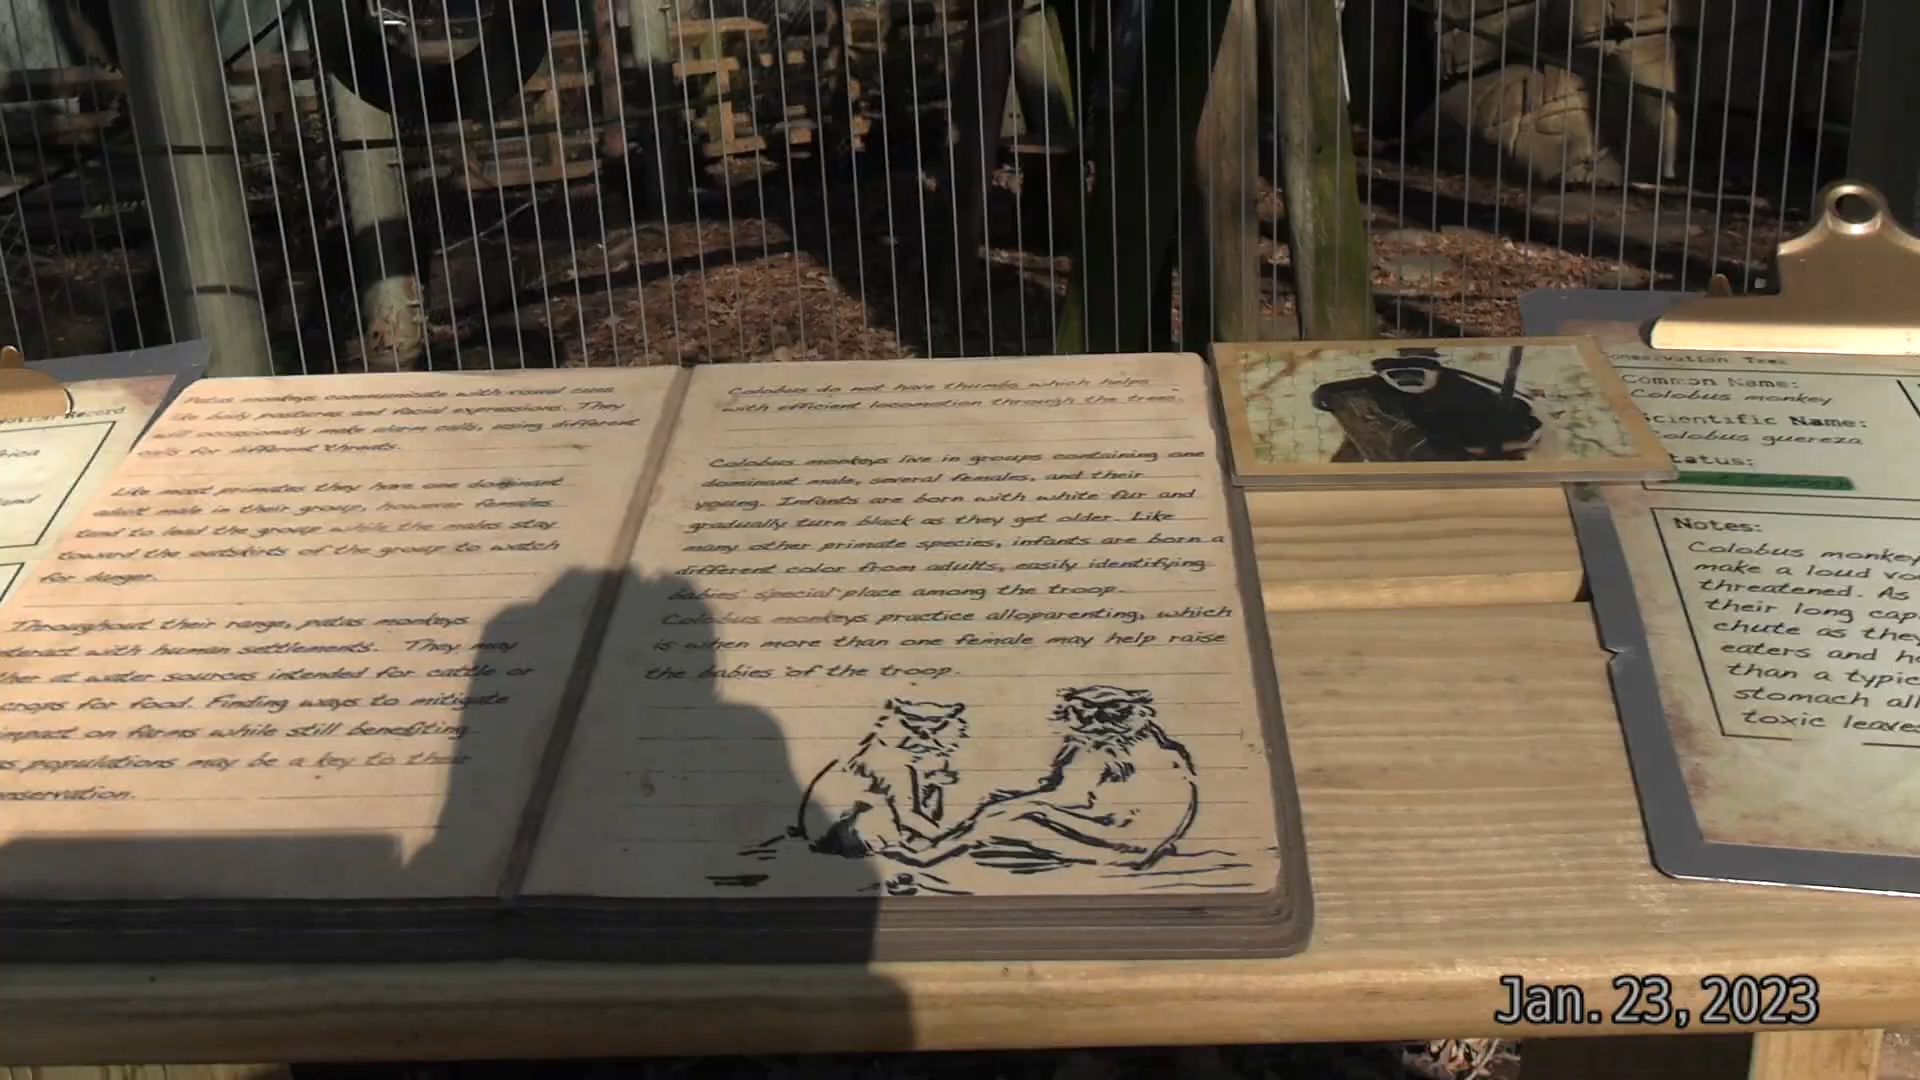 Record
Patas monkeys communicate with visual cues
like body postures and facial expressions. They
will occasionally make alarm calls, using different
calls for different threats.
Like most primates they have one dominant
adult male in their group, however females
tend to lead the group while the males stay
toward the outskirts of the group to watch
for danger.
Throughout their range, patas monkeys
interact with human settlements. They may
at water sources intended for cattle or
crops for food. Finding ways to mitigate
impact on farms while still benefiting
populations may be a key to their
conservation.
Colobus do not have thumbs which helps
with efficient locomotion through the trees.
Colobus monkeys live in groups containing one
dominant male, several females, and their
young. Infants are born with white fur and
gradually turn black as they get older. Like
many other primate species, infants are born a
different color from adults, easily identifying
babies' special place among the troop.
Colobus monkeys practice alloparenting, which
is when more than one female may help raise
the babies of the troop.
Common Name:
Colobus monkey
Scientific Name:
Colobus guereza
Status:
Notes:
Colobus monkey
make a loud
threatened. As
their long
chute as they
eaters and
than a
stomach
toxic leaves
Jan. 23, 2023